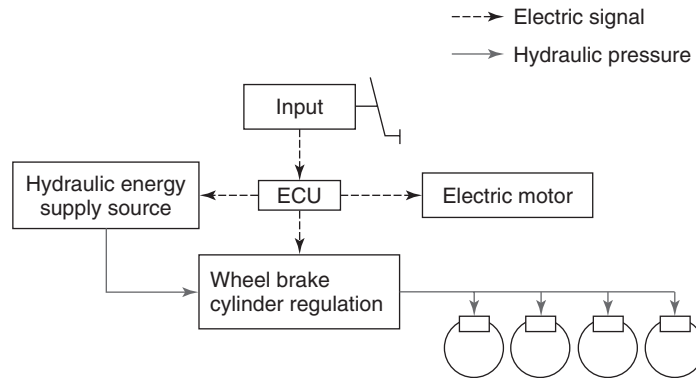 Electric signal
Hydraulic pressure
Input
Hydraulic energy
supply source
ECU
Electric motor
Wheel brake
cylinder regulation